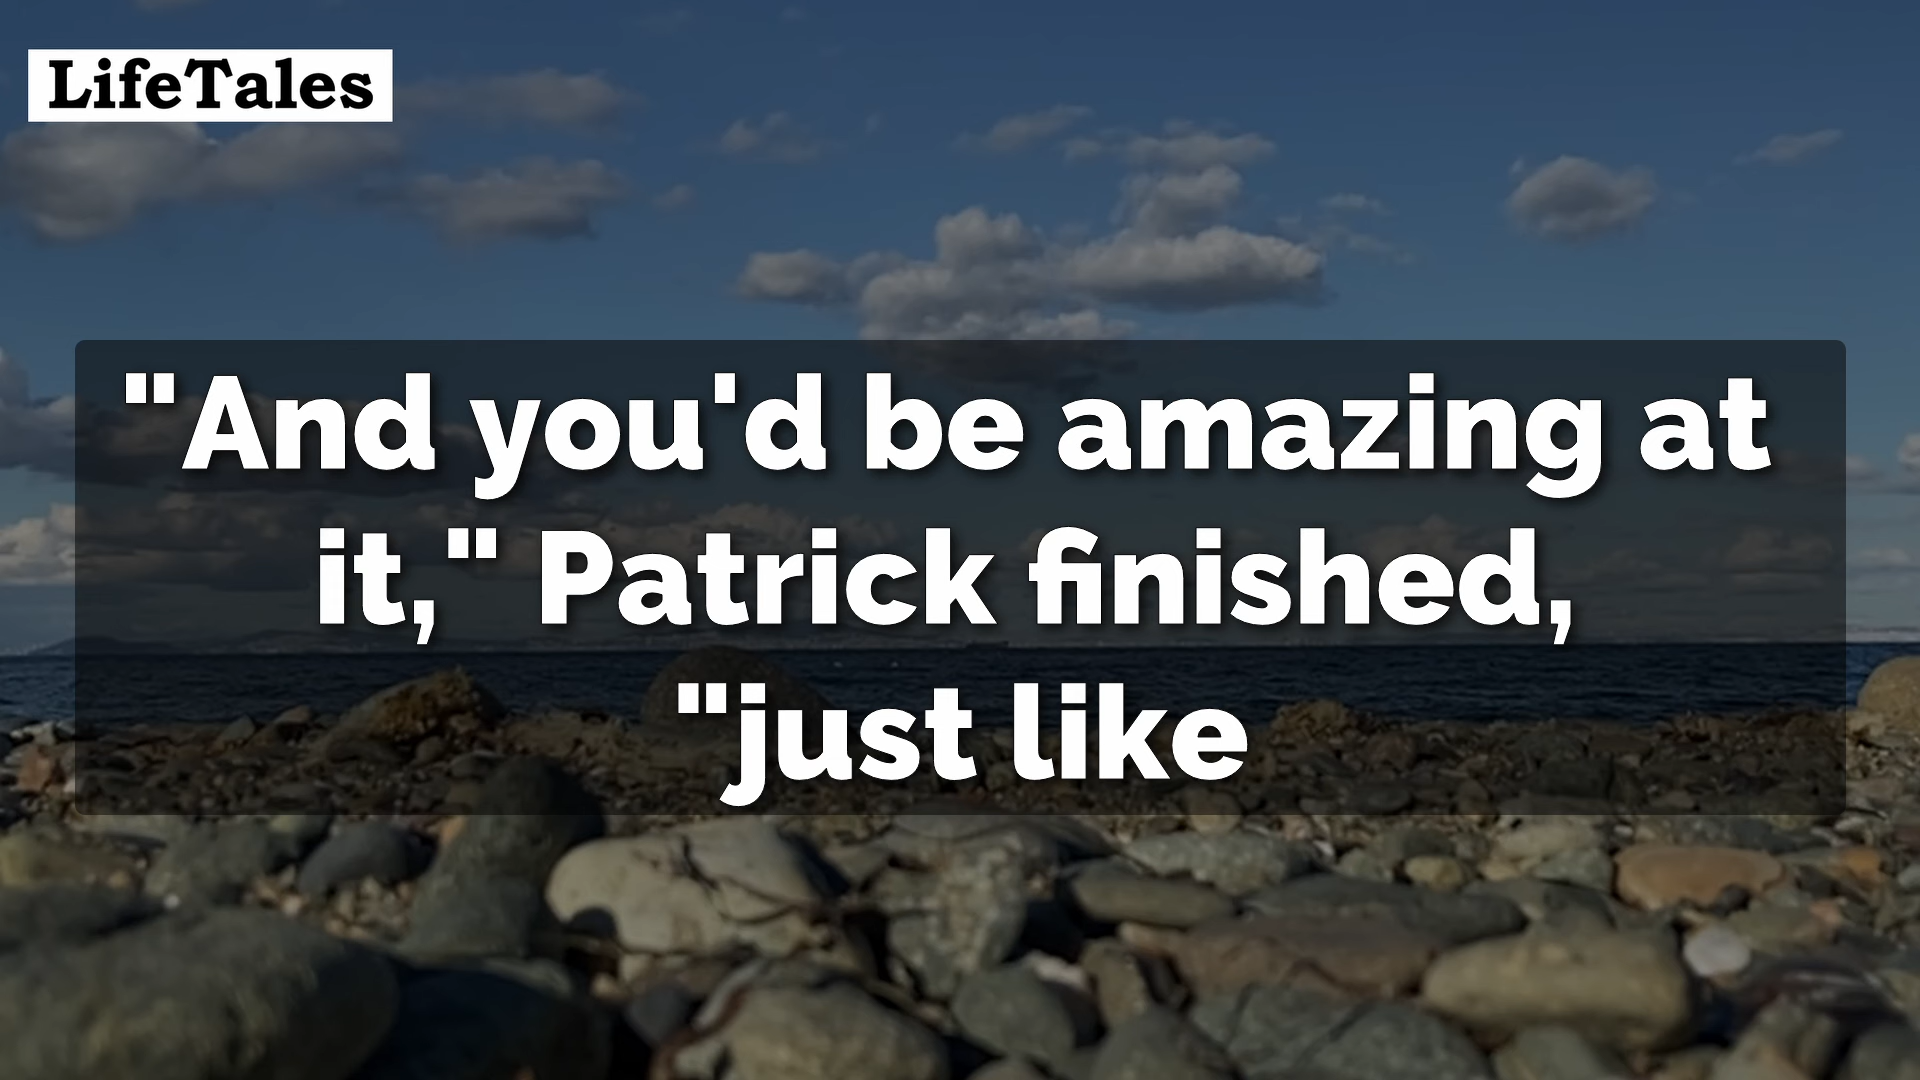 LifeTales
"And you'd be amazing at
it," Patrick finished,
"just like